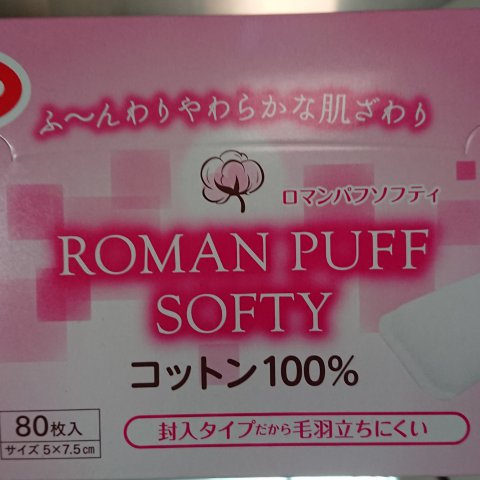 ふ〜んわりやわらかな肌ざわり
ロマンパフソフティ
ROMAN PUFF
SOFTY
コットン100%
80枚入
サイズ 5×7.5cm
封入タイプだから毛羽立ちにくい